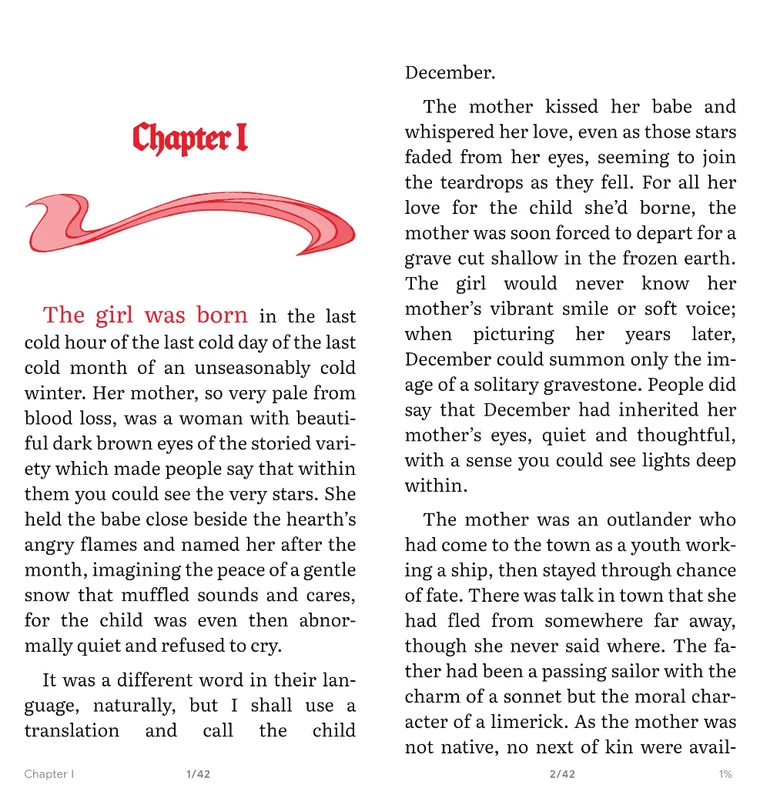 Chapter I
The girl was born in the last
cold hour of the last cold day of the last
cold month of an unseasonably cold
winter. Her mother, so very pale from
blood loss, was a woman with beauti-
ful dark brown eyes of the storied vari-
ety which made people say that within
them you could see the very stars. She
held the babe close beside the hearth's
angry flames and named her after the
month, imagining the peace of a gentle
snow that muffled sounds and cares,
for the child was even then abnor-
mally quiet and refused to cry.
It was a different word in their lan-
guage, naturally, but I shall use a
translation and call the child
Chapter I
1/42
December.
The mother kissed her babe and
whispered her love, even as those stars
faded from her eyes, seeming to join
the teardrops as they fell. For all her
love for the child she'd borne, the
mother was soon forced to depart for a
grave cut shallow in the frozen earth.
The girl would never know her
mother's vibrant smile or soft voice;
when picturing her years later,
December could summon only the im-
age of a solitary gravestone. People did
say that December had inherited her
mother's eyes, quiet and thoughtful,
with a sense you could see lights deep
within.
The mother was an outlander who
had come to the town as a youth work-
ing a ship, then stayed through chance
of fate. There was talk in town that she
had fled from somewhere far away,
though she never said where. The fa-
ther had been a passing sailor with the
charm of a sonnet but the moral char-
acter of a limerick. As the mother was
not native, no next of kin were avail-
2/42
1%